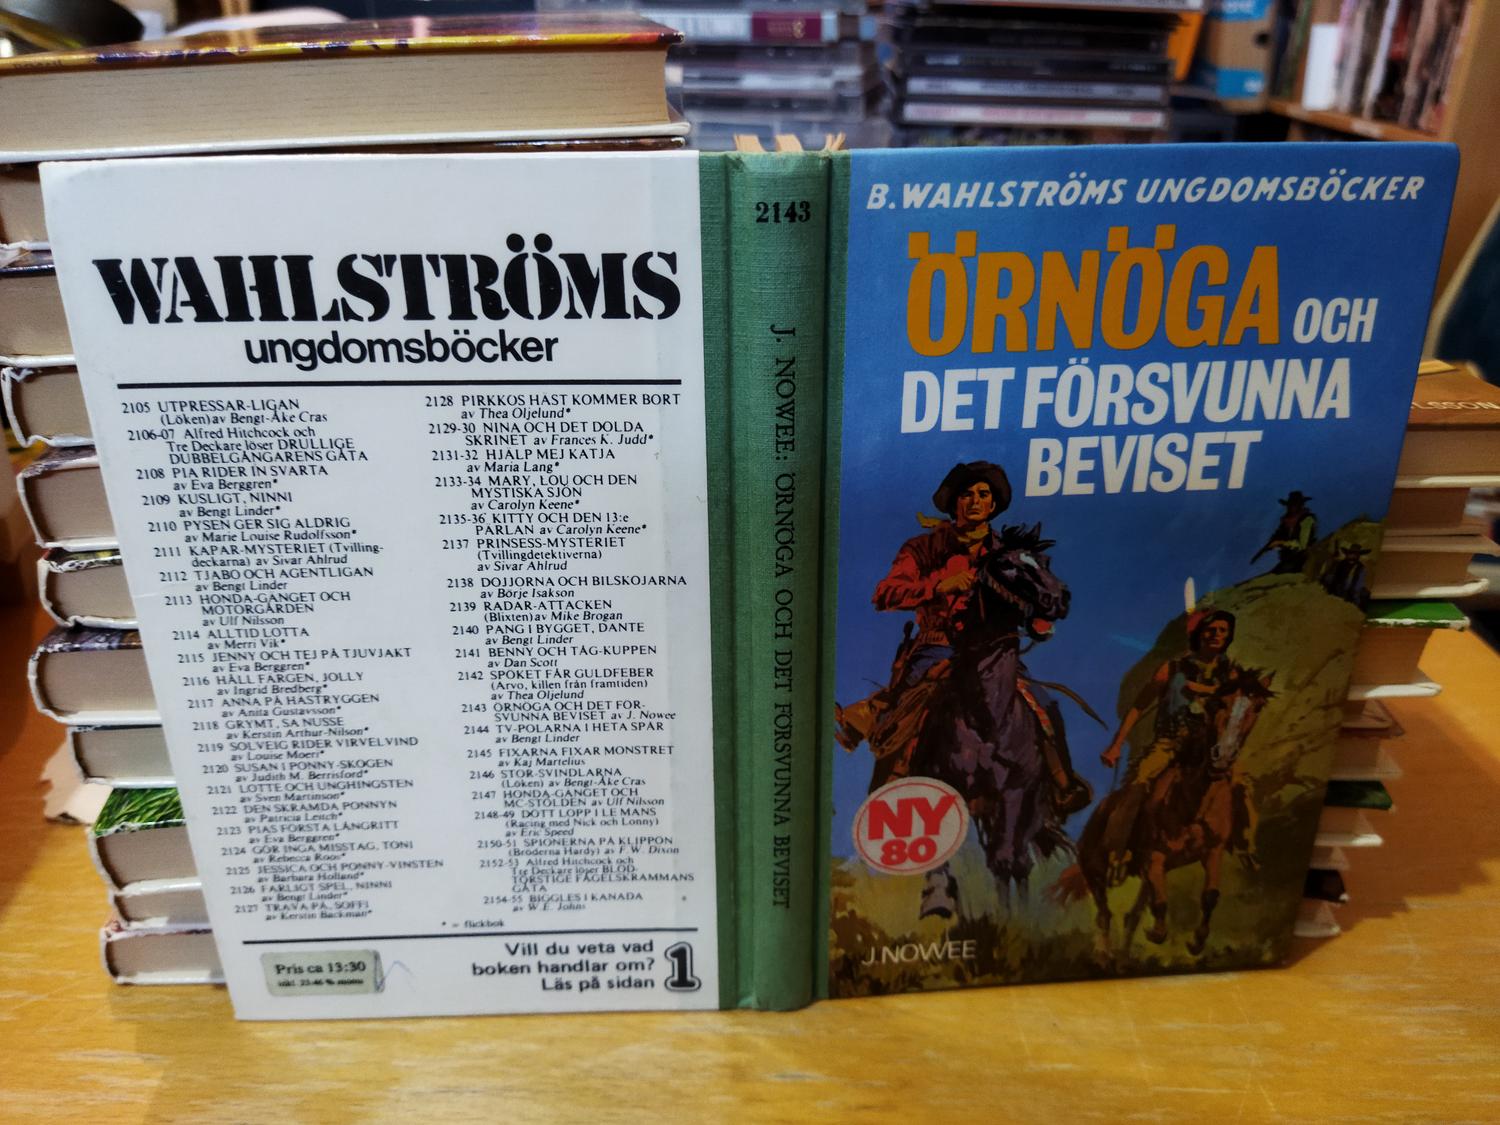 WAHLSTRÖMS
ungdomsböcker
2105 UTPRESSAR-LIGAN
(Löken) av Bengt-Åke Cras
2106-07 Alfred Hitchcock och
Tre Deckare löser DRULLIGE
DUBBELGÅNGARENS GÅTA
2108 PIA RIDER IN SVARTA
av Eva Berggren*
2109 KUSLIGT, NINNI
av Bengt Linder*
2110 PYSEN GER SIG ALDRIG
av Marie Louise Rudolfsson*
2111 KAPAR-MYSTERIET (Tvilling-
deckarna) av Sivar Ahlrud
2112 TJABO OCH AGENTLIGAN
av Bengt Linder
2113 HONDA-GÄNGET OCH
MOTORGÅRDEN
av Ulf Nilsson
2114 ALLTID LOTTA
av Merri Vik*
2115 JENNY OCH TEJ PÅ TJUVJAKT
av Eva Berggren*
2116 HÅLL FÄRGEN, JOLLY
av Ingrid Bredberg*
2117 ANNA PÅ HÄSTRYGGEN
av Anita Gustavsson*
2118 GRYMT, SA NUSSE
av Kerstin Arthur-Nilson*
2119 SOLVEIG RIDER VIRVELVIND
av Louise Moeri*
2120 SUSAN I PONNY-SKOGEN
av Judith M. Berrisford*
2121 LOTTE OCH UNGHINGSTEN
av Sven Martinson*
2122 DEN SKRÄMDA PONNYN
av Patricia Leitch*
2123 PIAS FÖRSTA LÅNGRITT
av Eva Berggren*
2124 GÖR INGA MISSTAG, TONI
av Rebecca Roos*
2125 JESSICA OCH PONNY-VINSTEN
av Barbara Holland*
2126 FARLIGT SPEL, NINNI
av Bengt Linder*
2127 TRAVA PÅ, SOFFI
av Kerstin Backman*
2128 PIRKKOS HÄST KOMMER BORT
av Thea Oljelund*
2129-30 NINA OCH DET DOLDA
SKRINET av Frances K. Judd*
2131-32 HJÄLP MEJ KATJA
av Maria Lang*
2133-34 MARY, LOU OCH DEN
MYSTISKA SJÖN
av Carolyn Keene*
2135-36 KITTY OCH DEN 13:e
PÄRLAN av Carolyn Keene*
2137 PRINSESS-MYSTERIET
(Tvillingdetektiverna)
av Sivar Ahlrud
2138 DOJJORNA OCH BILSKOJARNA
av Börje Isakson
2139 RADAR-ATTACKEN
(Blixten) av Mike Brogan
2140 PANG I BYGGET, DANTE
av Bengt Linder
2141 BENNY OCH TÅG-KUPPEN
av Dan Scott
2142 SPÖKET FÅR GULDFEBER
(Arvo, killen från framtiden)
av Thea Oljelund
2143 ÖRNÖGA OCH DET FÖR-
SVUNNA BEVISET av J. Nowee
2144 TV-POLARNA I HETA SPÅR
av Bengt Linder
2145 FIXARNA FIXAR MONSTRET
av Kaj Martelius
2146 STOR-SVINDLARNA
(Löken) av Bengt-Åke Cras
2147 HONDA-GÄNGET OCH
MC-STÖLDEN av Ulf Nilsson
2148-49 DÖTT LOPP I LE MANS
(Racing med Nick och Lonny)
av Eric Speed
2150-51 SPIONERNA PÅ KLIPPÖN
(Bröderna Hardy) av F. W. Dixon
2152-53 Alfred Hitchcock och
Tre Deckare löser BLOD-
TÖRSTIGE FÅGELSKRÄMMANS
GÅTA
2154-55 BIGGLES I KANADA
av W.E. Johns
* = flickbok
Pris ca 13:30
inkl. 23.46 % moms
Vill du veta vad
boken handlar om?
Läs på sidan 1
2143
J. NOWEE: ÖRNÖGA OCH DET FÖRSVUNNA BEVISET
B. WAHLSTRÖMS UNGDOMSBÖCKER
ÖRNÖGA OCH
DET FÖRSVUNNA
BEVISET
NY
80
J NOWEE